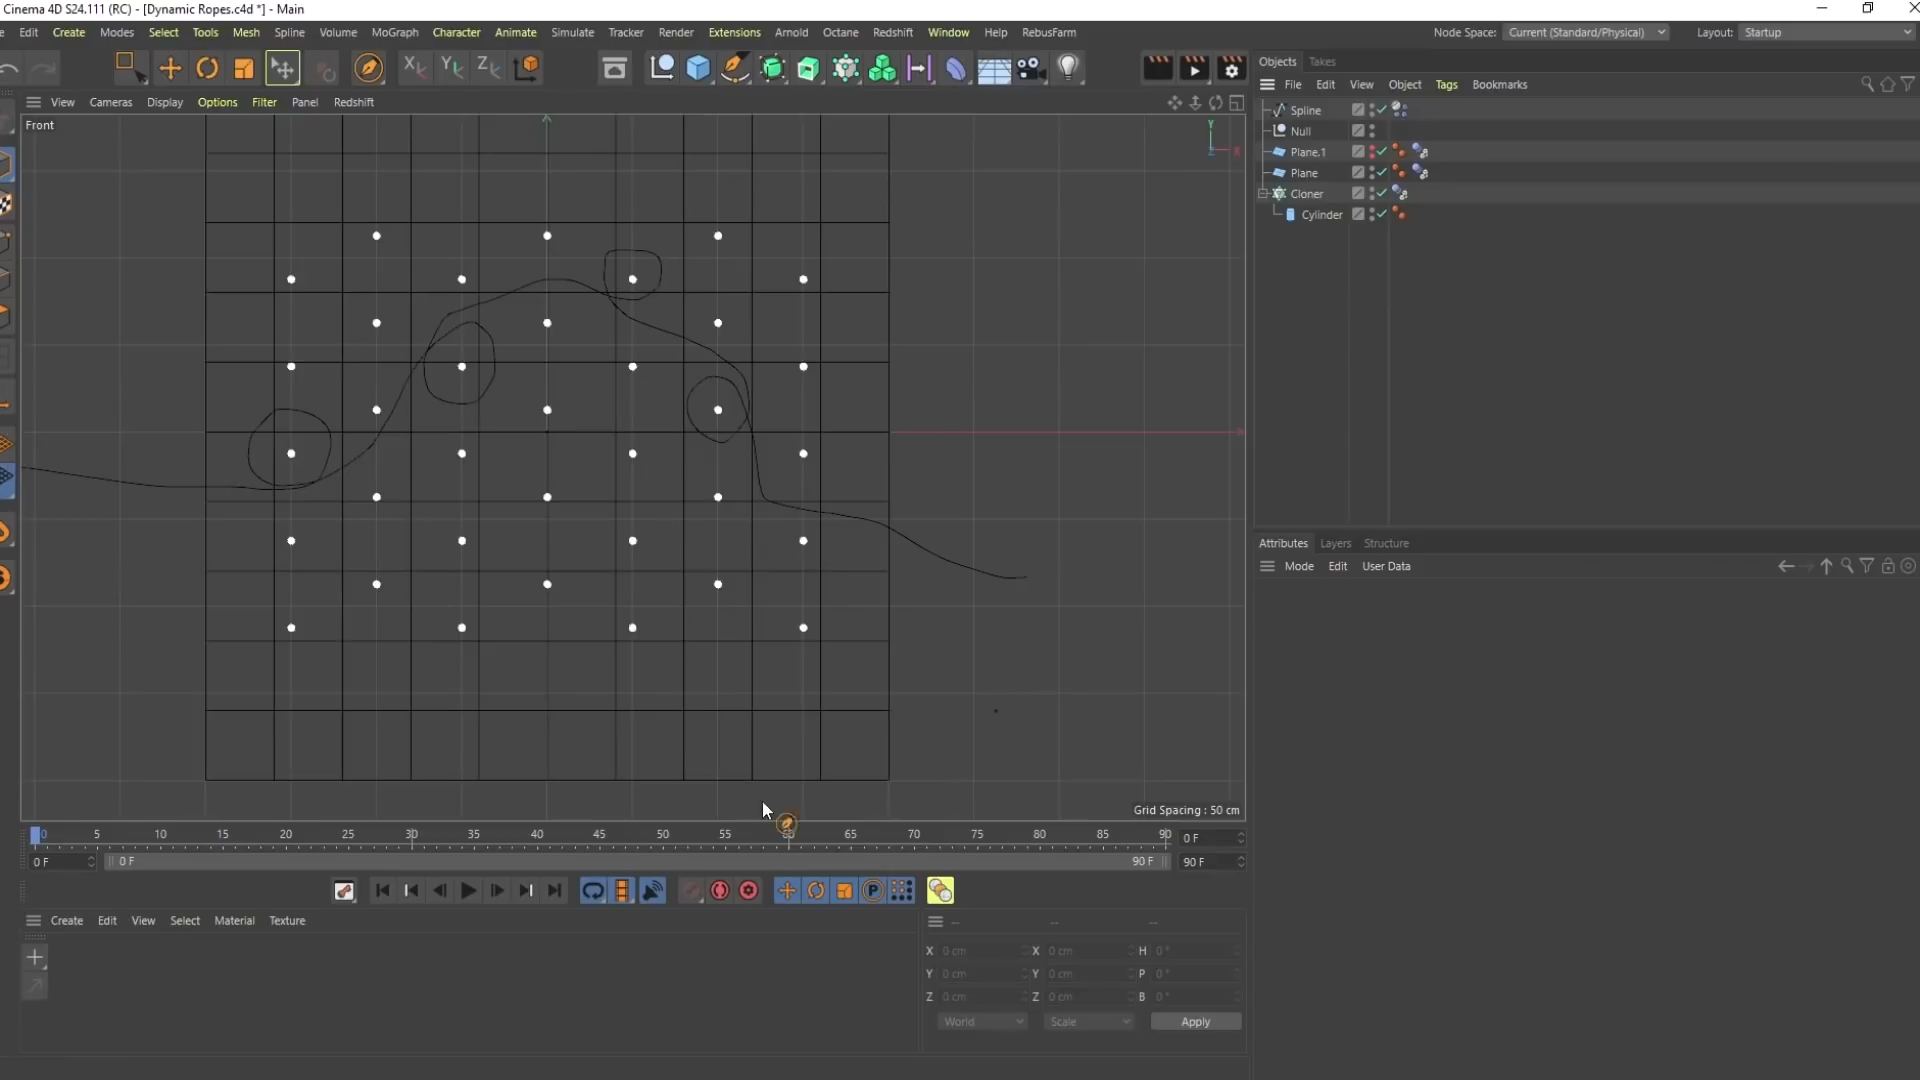 Cinema 4D S24.111 (RC) - [Dynamic Ropes.c4d *] - Main
Edit Create Modes Select Tools Mesh Spline Volume MoGraph Character Animate Simulate Tracker Render Extensions Arnold Octane Redshift Window Help RebusFarm Node Space: Current (Standard/Physical) Layout: Startup
Objects Takes
File Edit View Object Tags Bookmarks
View Cameras Display Options Filter Panel Redshift
Front
Y
Z X
Spline
Null
Plane.1
Plane
Cloner
Cylinder
Attributes Layers Structure
Mode Edit User Data
Grid Spacing : 50 cm
0 5 10 15 20 25 30 35 40 45 50 55 60 65 70 75 80 85 90 0 F
0 F 0 F 90 F 90 F
Create Edit View Select Material Texture -- -- --
X 0 cm X 0 cm H 0 °
Y 0 cm Y 0 cm P 0 °
Z 0 cm Z 0 cm B 0 °
World Scale Apply